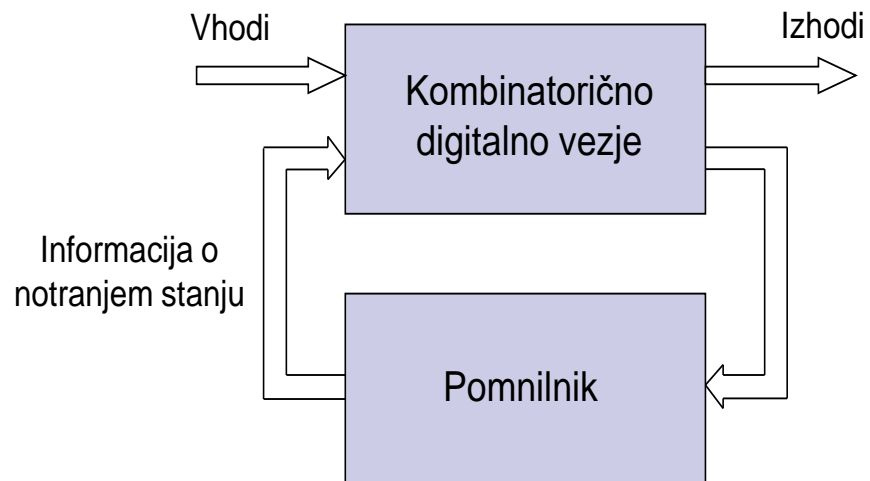 Vhodi
Izhodi
Kombinatorično
digitalno vezje
Informacija o
notranjem stanju
Pomnilnik